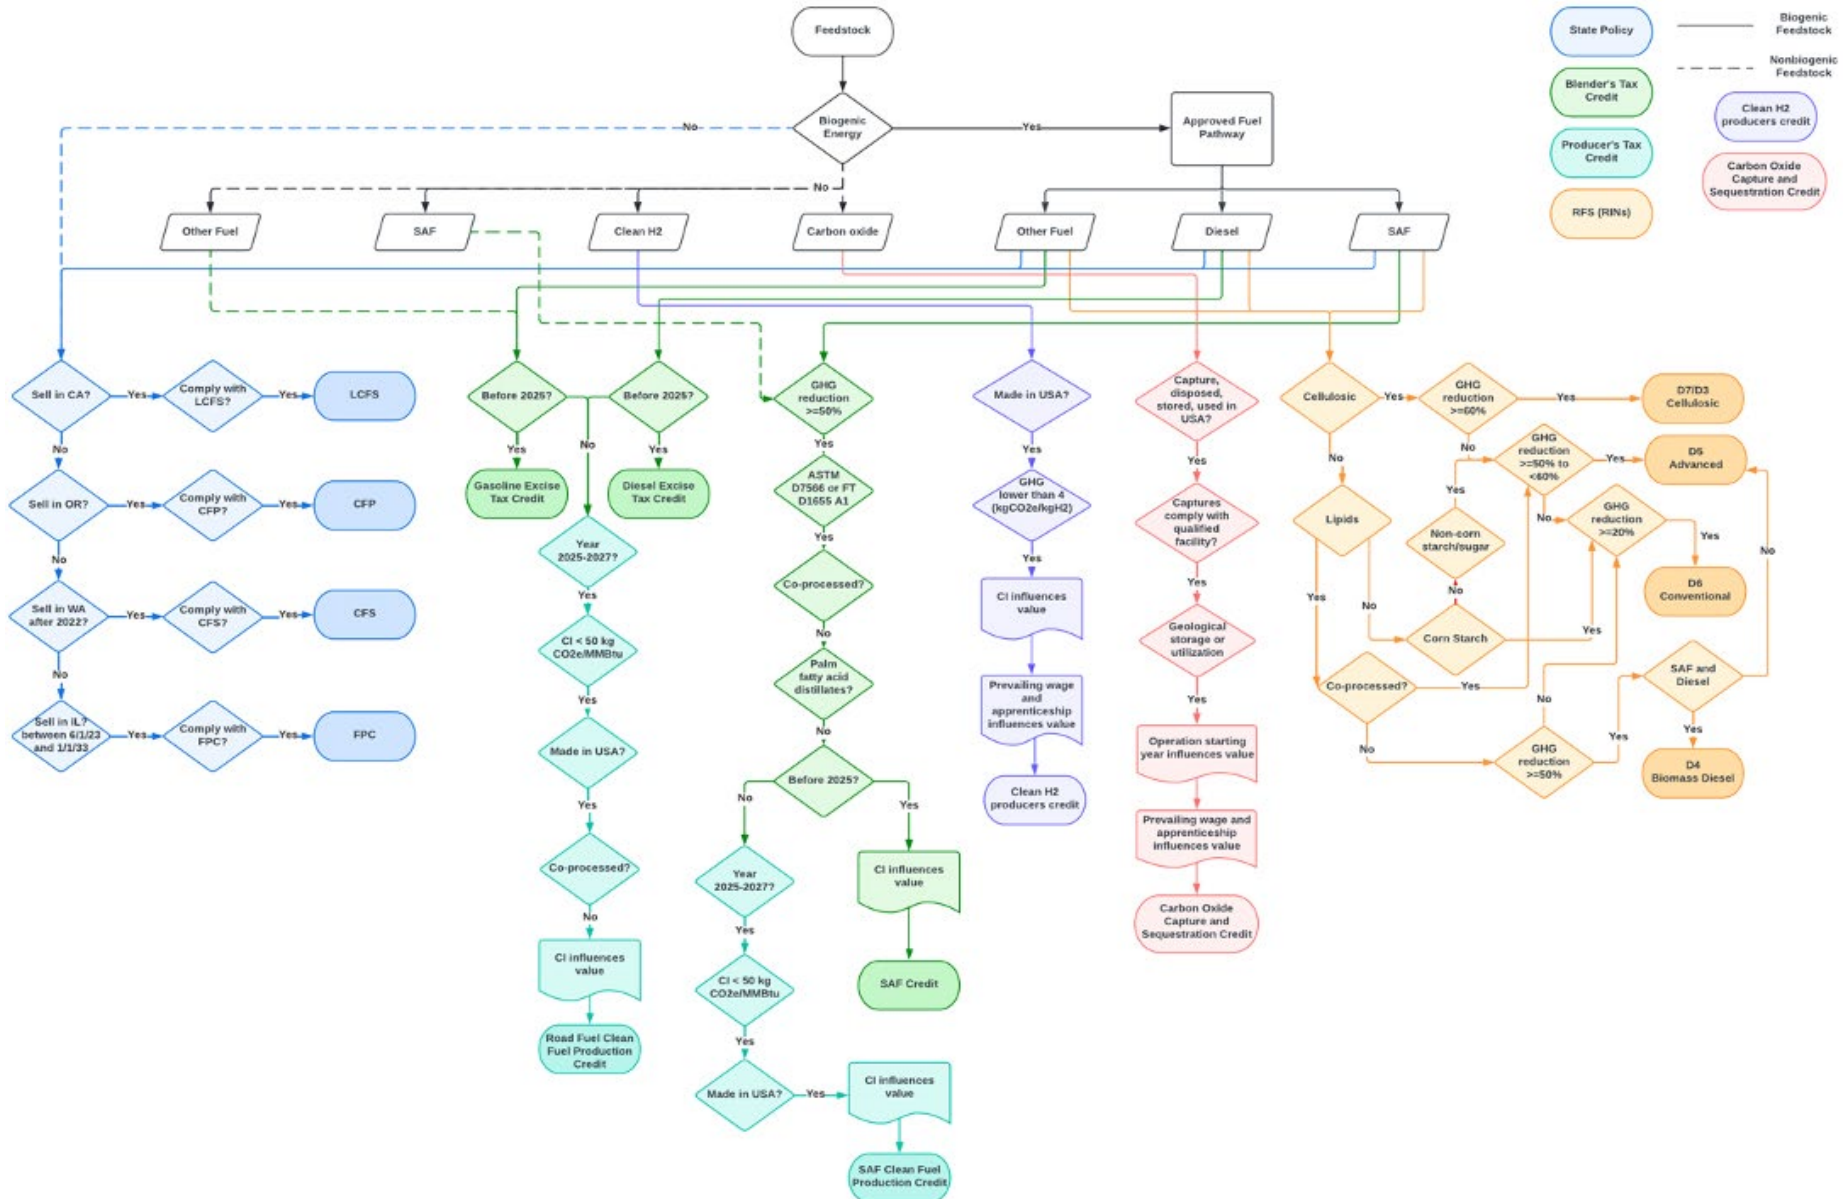 Feedstock
State Policy
Biogenic
Feedstock
Nonbiogenic
Feedstock
Blender's Tax
Credit
Clean H2
producers credit
Producer's Tax
Credit
Carbon Oxide
Capture and
Sequestration Credit
RFS (RINs)
Biogenic
Energy
No
Yes
Approved Fuel
Pathway
No
Other Fuel
SAF
Clean H2
Carbon oxide
Other Fuel
Diesel
SAF
Sell in CA?
Yes
Comply with
LCFS?
Yes
LCFS
No
Sell in OR?
Yes
Comply with
CFP?
Yes
CFP
No
Sell in WA
after 2022?
Yes
Comply with
CFS?
Yes
CFS
No
Sell in IL?
between 6/1/23
and 1/1/33
Yes
Comply with
FPC?
Yes
FPC
Before 2025?
Before 2025?
Yes
No
Yes
Gasoline Excise
Tax Credit
Diesel Excise
Tax Credit
Year
2025-2027?
Yes
CI < 50 kg
CO2e/MMBtu
Yes
Made in USA?
Yes
Co-processed?
No
CI influences
value
Road Fuel Clean
Fuel Production
Credit
GHG
reduction
>=50%
Yes
ASTM
D7566 or FT
D1655 A1
Yes
Co-processed?
No
Palm
fatty acid
distillates?
No
Before 2025?
No
Yes
Year
2025-2027?
Yes
CI < 50 kg
CO2e/MMBtu
Yes
Made in USA?
Yes
CI influences
value
SAF Clean Fuel
Production Credit
CI influences
value
SAF Credit
Made in USA?
Yes
GHG
lower than 4
(kgCO2e/kgH2)
Yes
CI influences
value
Prevailing wage
and
apprenticeship
influences value
Clean H2
producers credit
Capture,
disposed,
stored, used in
USA?
Yes
Captures
comply with
qualified
facility?
Yes
Geological
storage or
utilization
Yes
Operation starting
year influences value
Prevailing wage and
apprenticeship
influences value
Carbon Oxide
Capture and
Sequestration Credit
Cellulosic
Yes
GHG
reduction
>=60%
Yes
D7/D3
Cellulosic
No
No
GHG
reduction
>=50% to
<60%
Yes
D5
Advanced
Lipids
Yes
Non-corn
starch/sugar
No
GHG
reduction
>=20%
Yes
No
D6
Conventional
Yes
No
No
Corn Starch
Yes
Co-processed?
Yes
No
GHG
reduction
>=50%
No
Yes
SAF and
Diesel
Yes
D4
Biomass Diesel